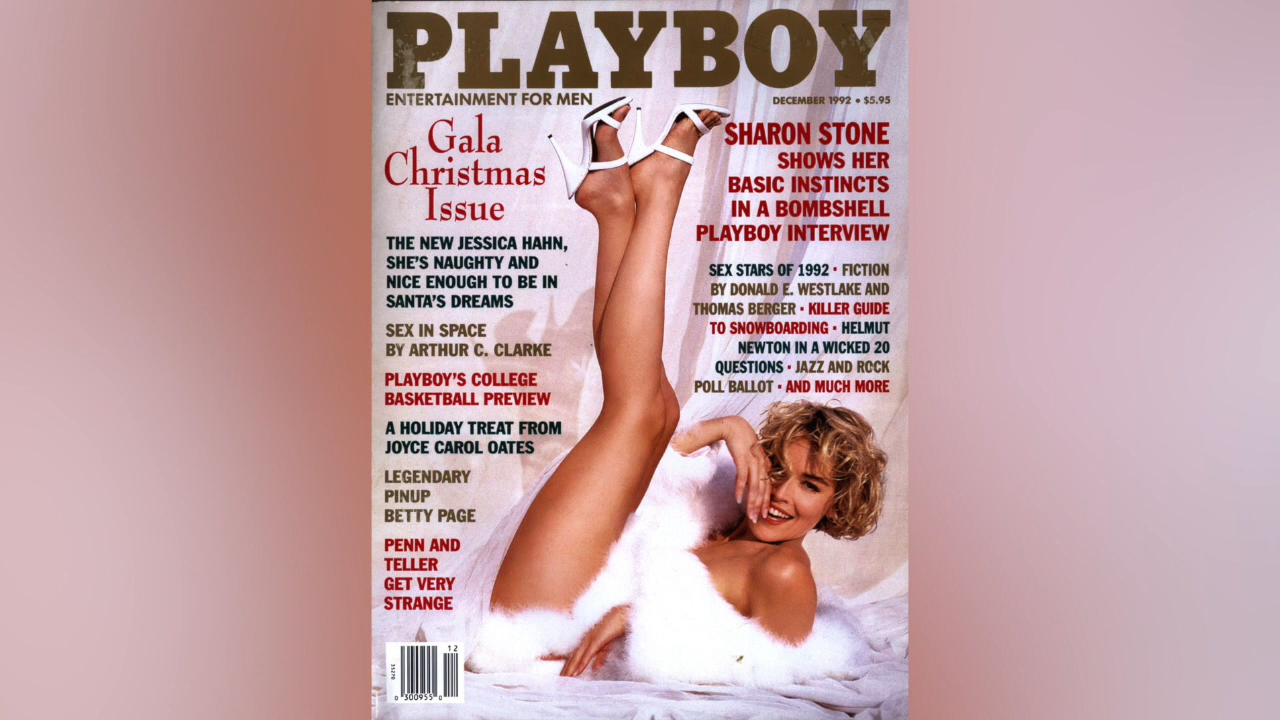 PLAYBOY
ENTERTAINMENT FOR MEN
DECEMBER 1992 • $5.95
Gala
Christmas
Issue
THE NEW JESSICA HAHN,
SHE'S NAUGHTY AND
NICE ENOUGH TO BE IN
SANTA'S DREAMS
SEX IN SPACE
BY ARTHUR C. CLARKE
PLAYBOY'S COLLEGE
BASKETBALL PREVIEW
A HOLIDAY TREAT FROM
JOYCE CAROL OATES
LEGENDARY
PINUP
BETTY PAGE
PENN AND
TELLER
GET VERY
STRANGE
SHARON STONE
SHOWS HER
BASIC INSTINCTS
IN A BOMBSHELL
PLAYBOY INTERVIEW
SEX STARS OF 1992 • FICTION
BY DONALD E. WESTLAKE AND
THOMAS BERGER • KILLER GUIDE
TO SNOWBOARDING • HELMUT
NEWTON IN A WICKED 20
QUESTIONS • JAZZ AND ROCK
POLL BALLOT • AND MUCH MORE
12
35270
0 300955 0